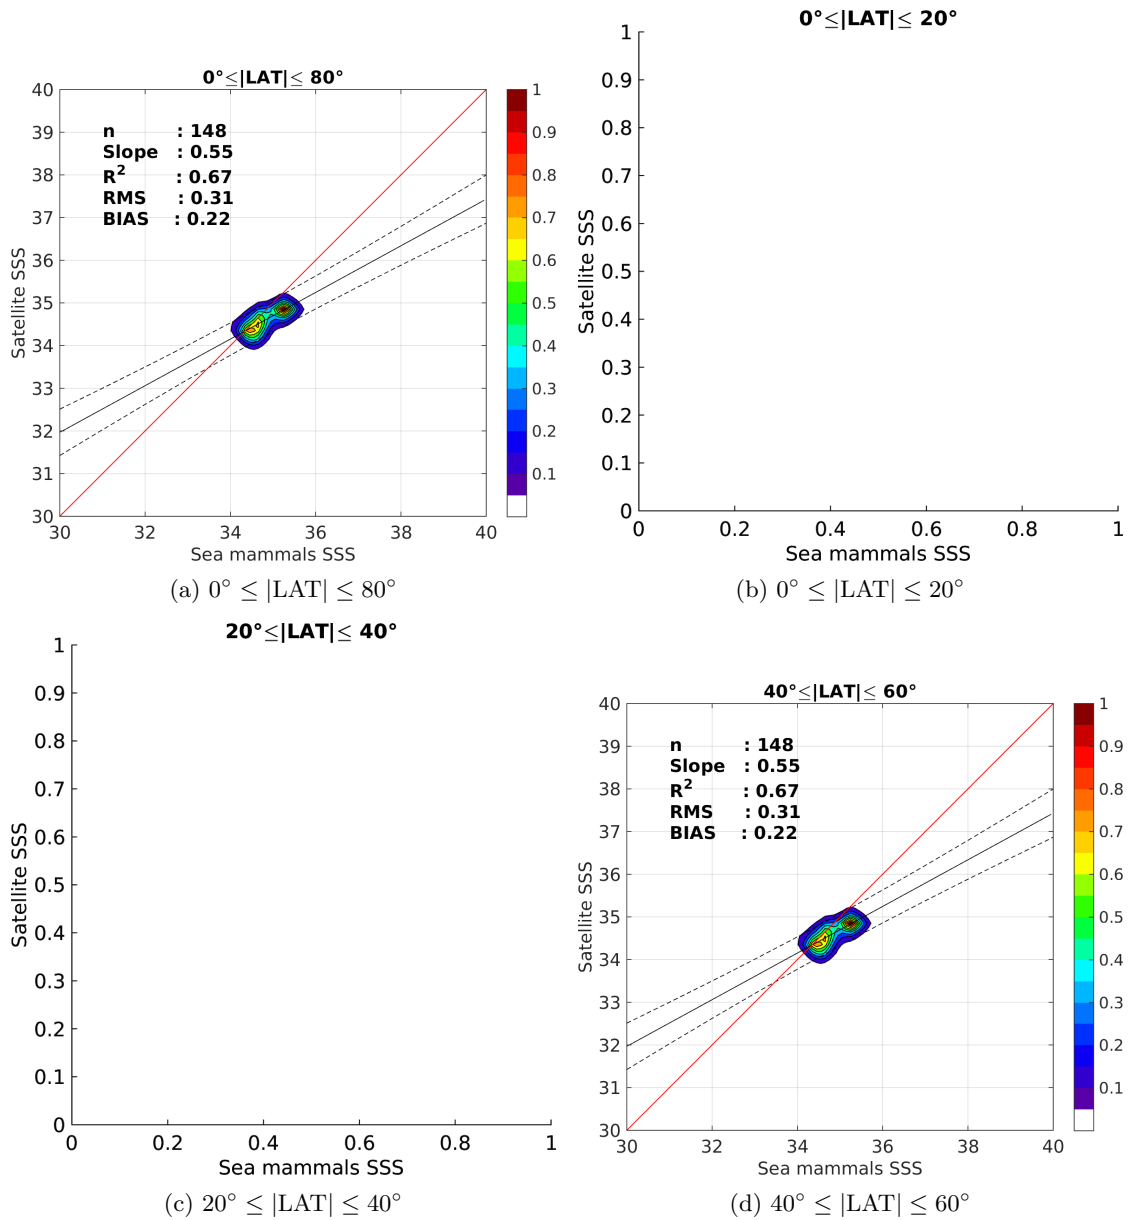 0°≤|LAT|≤ 80°
n : 148
Slope : 0.55
R² : 0.67
RMS : 0.31
BIAS : 0.22
40
39
38
37
36
35
34
33
32
31
30
30 32 34 36 38 40
Satellite SSS
Sea mammals SSS
1
0.9
0.8
0.7
0.6
0.5
0.4
0.3
0.2
0.1
(a) 0° ≤ |LAT| ≤ 80°
0°≤|LAT|≤ 20°
1
0.9
0.8
0.7
0.6
0.5
0.4
0.3
0.2
0.1
0
0 0.2 0.4 0.6 0.8 1
Satellite SSS
Sea mammals SSS
(b) 0° ≤ |LAT| ≤ 20°
20°≤|LAT|≤ 40°
1
0.9
0.8
0.7
0.6
0.5
0.4
0.3
0.2
0.1
0
0 0.2 0.4 0.6 0.8 1
Satellite SSS
Sea mammals SSS
(c) 20° ≤ |LAT| ≤ 40°
40°≤|LAT|≤ 60°
n : 148
Slope : 0.55
R² : 0.67
RMS : 0.31
BIAS : 0.22
40
39
38
37
36
35
34
33
32
31
30
30 32 34 36 38 40
Satellite SSS
Sea mammals SSS
1
0.9
0.8
0.7
0.6
0.5
0.4
0.3
0.2
0.1
(d) 40° ≤ |LAT| ≤ 60°